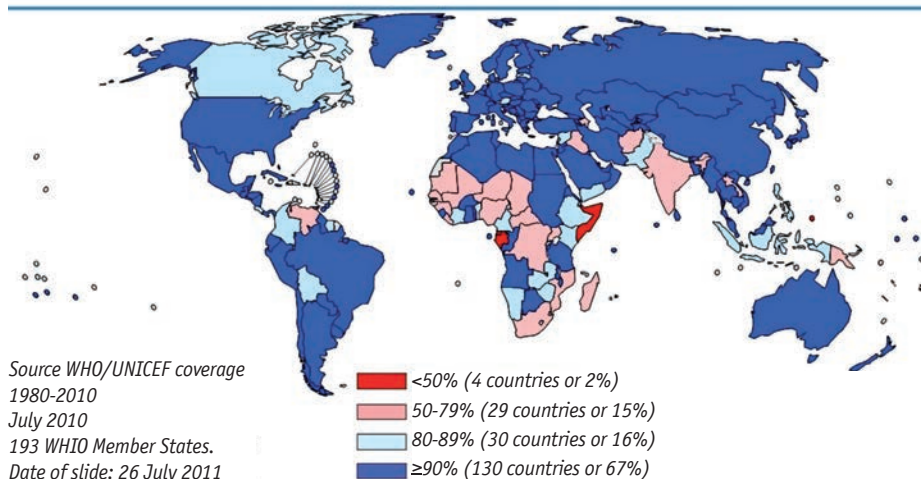 Source WHO/UNICEF coverage
1980-2010
July 2010
193 WHIO Member States.
Date of slide: 26 July 2011
<50% (4 countries or 2%)
50-79% (29 countries or 15%)
80-89% (30 countries or 16%)
≥90% (130 countries or 67%)